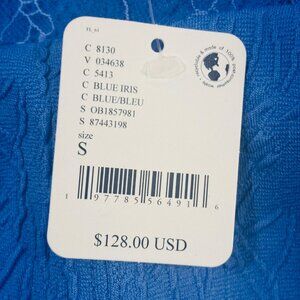 C 8130
V 034638
C 5413
C BLUE IRIS
C BLUE/BLEU
S OB1857981
S 87443198
size
S
1 97785 56491 6
$128.00 USD